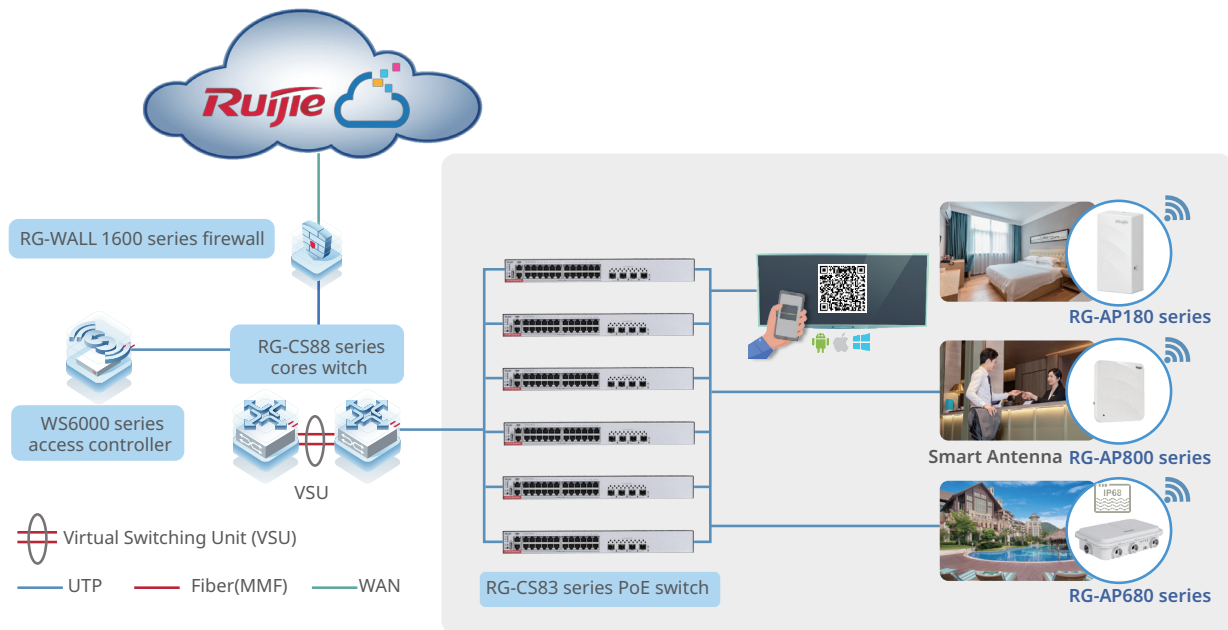 Ruijie
RG-WALL 1600 series firewall
RG-CS88 series
cores witch
WS6000 series
access controller
VSU
Virtual Switching Unit (VSU)
UTP
Fiber(MMF)
WAN
RG-CS83 series PoE switch
RG-AP180 series
Smart Antenna
RG-AP800 series
IP68
RG-AP680 series